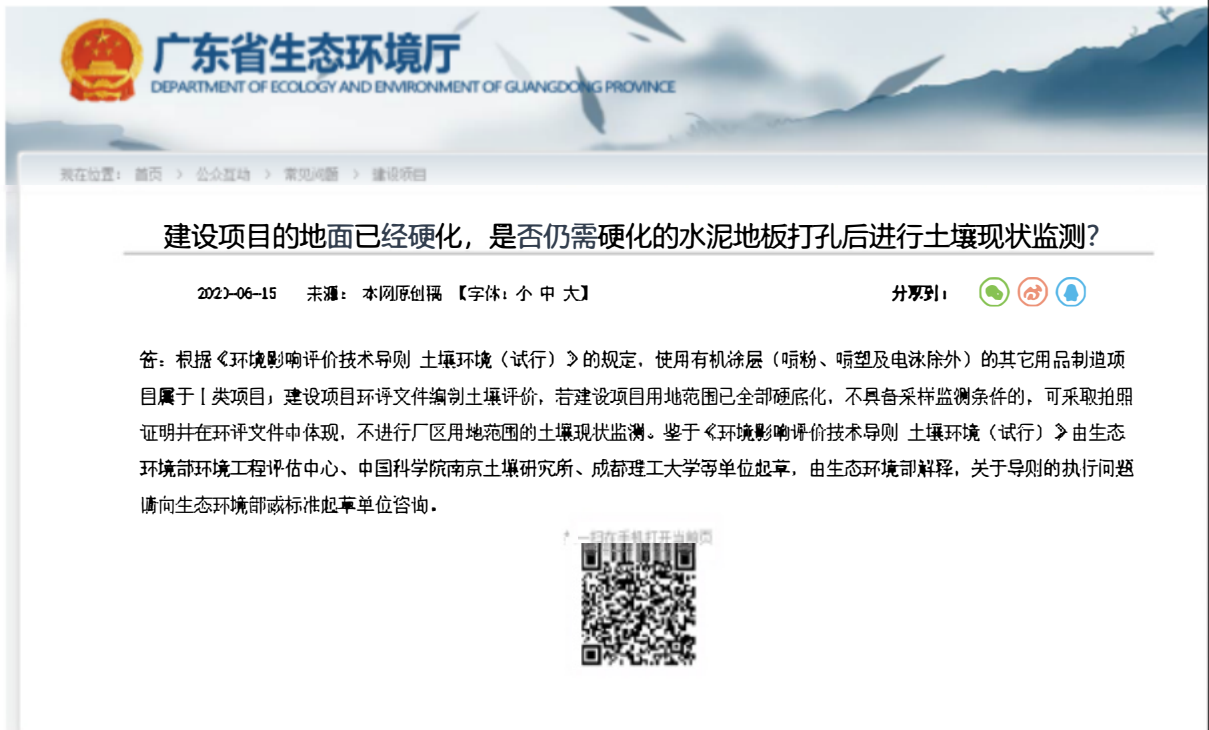 广东省生态环境厅
DEPARTMENT OF ECOLOGY AND ENVIRONMENT OF GUANGDONG PROVINCE
现在位置： 首页 > 公众互动 > 常见问题 > 建设项目
建设项目的地面已经硬化，是否仍需硬化的水泥地板打孔后进行土壤现状监测？
2020-06-15 来源： 本网原创稿 【字体：小 中 大】 分享到：
答：根据《环境影响评价技术导则 土壤环境（试行）》的规定，使用有机涂层（喷粉、喷塑及电泳除外）的其它用品制造项
目属于Ⅰ类项目；建设项目环评文件编制土壤评价，若建设项目用地范围已全部硬底化，不具备采样监测条件的，可采取拍照
证明并在环评文件中体现，不进行厂区用地范围的土壤现状监测。鉴于《环境影响评价技术导则 土壤环境（试行）》由生态
环境部环境工程评估中心、中国科学院南京土壤研究所、成都理工大学等单位起草，由生态环境部解释，关于导则的执行问题
请向生态环境部或标准起草单位咨询。
一扫在手机打开当前页